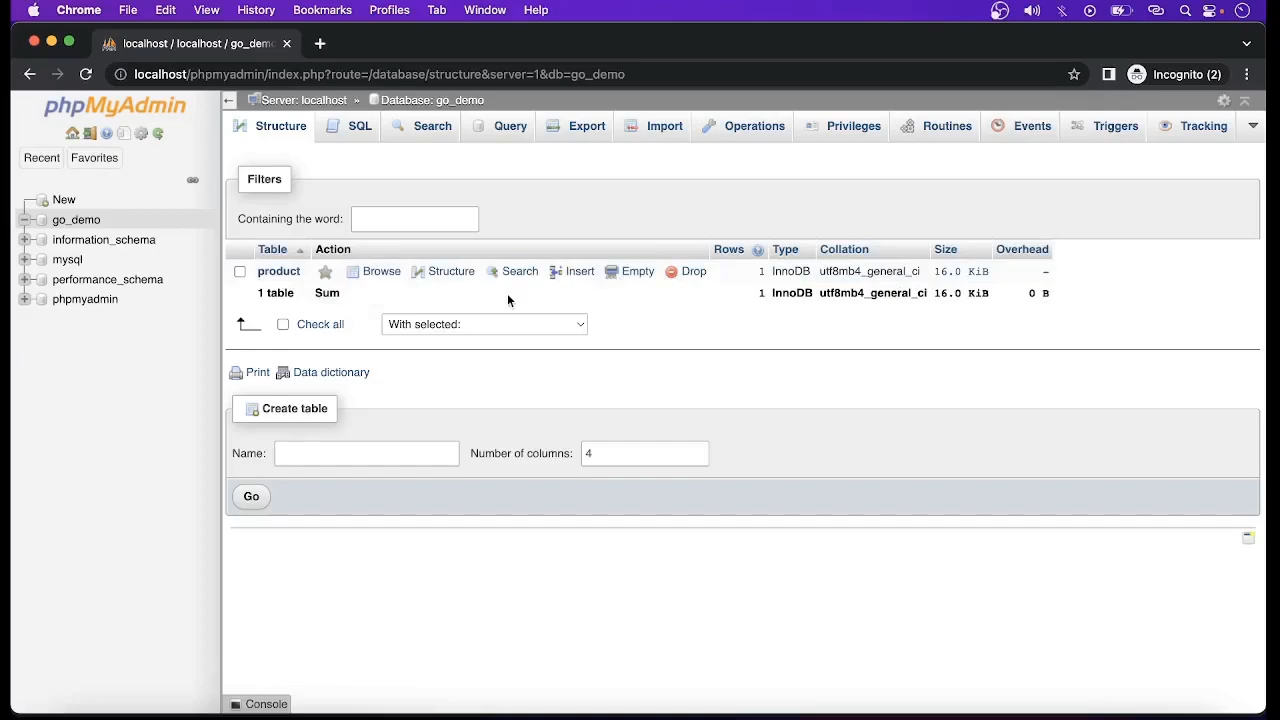 Chrome File Edit View History Bookmarks Profiles Tab Window Help
localhost / localhost / go_demo
localhost/phpmyadmin/index.php?route=/database/structure&server=1&db=go_demo
Incognito (2)
phpMyAdmin
Recent Favorites
New
go_demo
information_schema
mysql
performance_schema
phpmyadmin
Server: localhost » Database: go_demo
Structure SQL Search Query Export Import Operations Privileges Routines Events Triggers Tracking
Filters
Containing the word:
Table Action Rows Type Collation Size Overhead
product Browse Structure Search Insert Empty Drop 1 InnoDB utf8mb4_general_ci 16.0 KiB –
1 table Sum 1 InnoDB utf8mb4_general_ci 16.0 KiB 0 B
Check all With selected:
Print Data dictionary
Create table
Name: Number of columns: 4
Go
Console